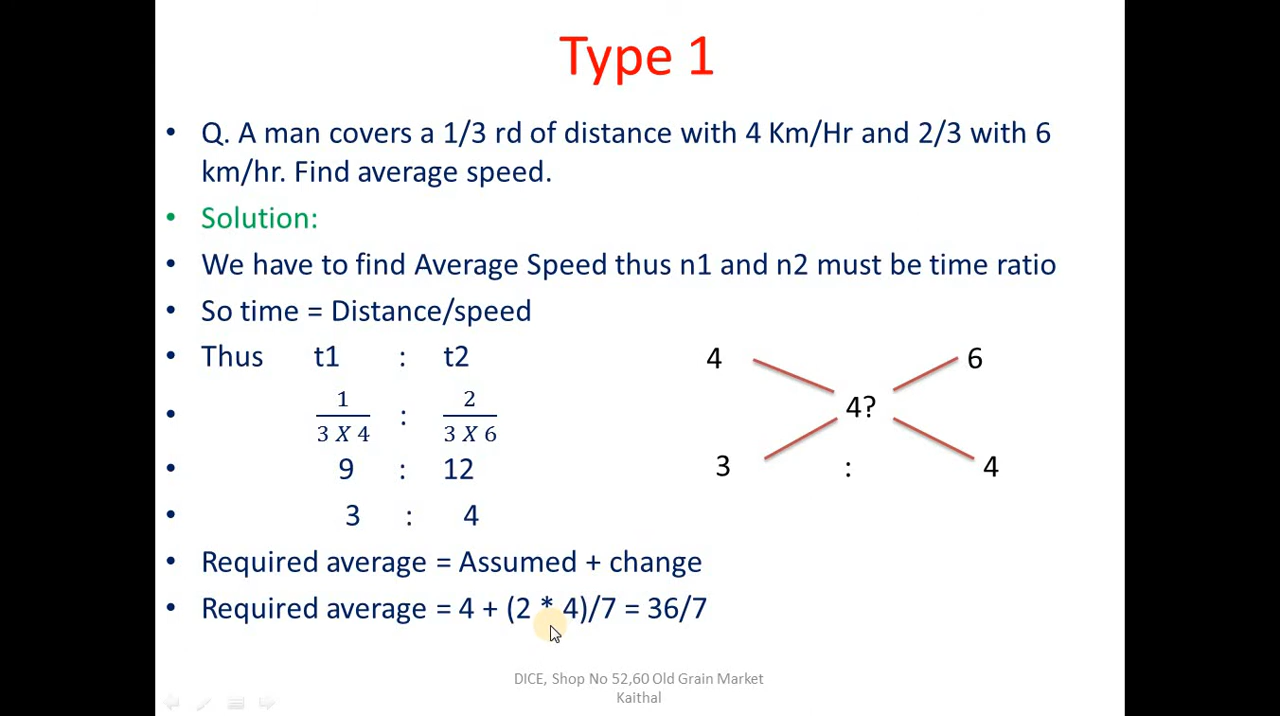 Type 1
• Q. A man covers a 1/3 rd of distance with 4 Km/Hr and 2/3 with 6
km/hr. Find average speed.
• Solution:
• We have to find Average Speed thus n1 and n2 must be time ratio
• So time = Distance/speed
• Thus t1 : t2
• 1/(3 X 4) : 2/(3 X 6)
• 9 : 12
• 3 : 4
4 6
4?
3 : 4
• Required average = Assumed + change
• Required average = 4 + (2 * 4)/7 = 36/7
DICE, Shop No 52,60 Old Grain Market
Kaithal